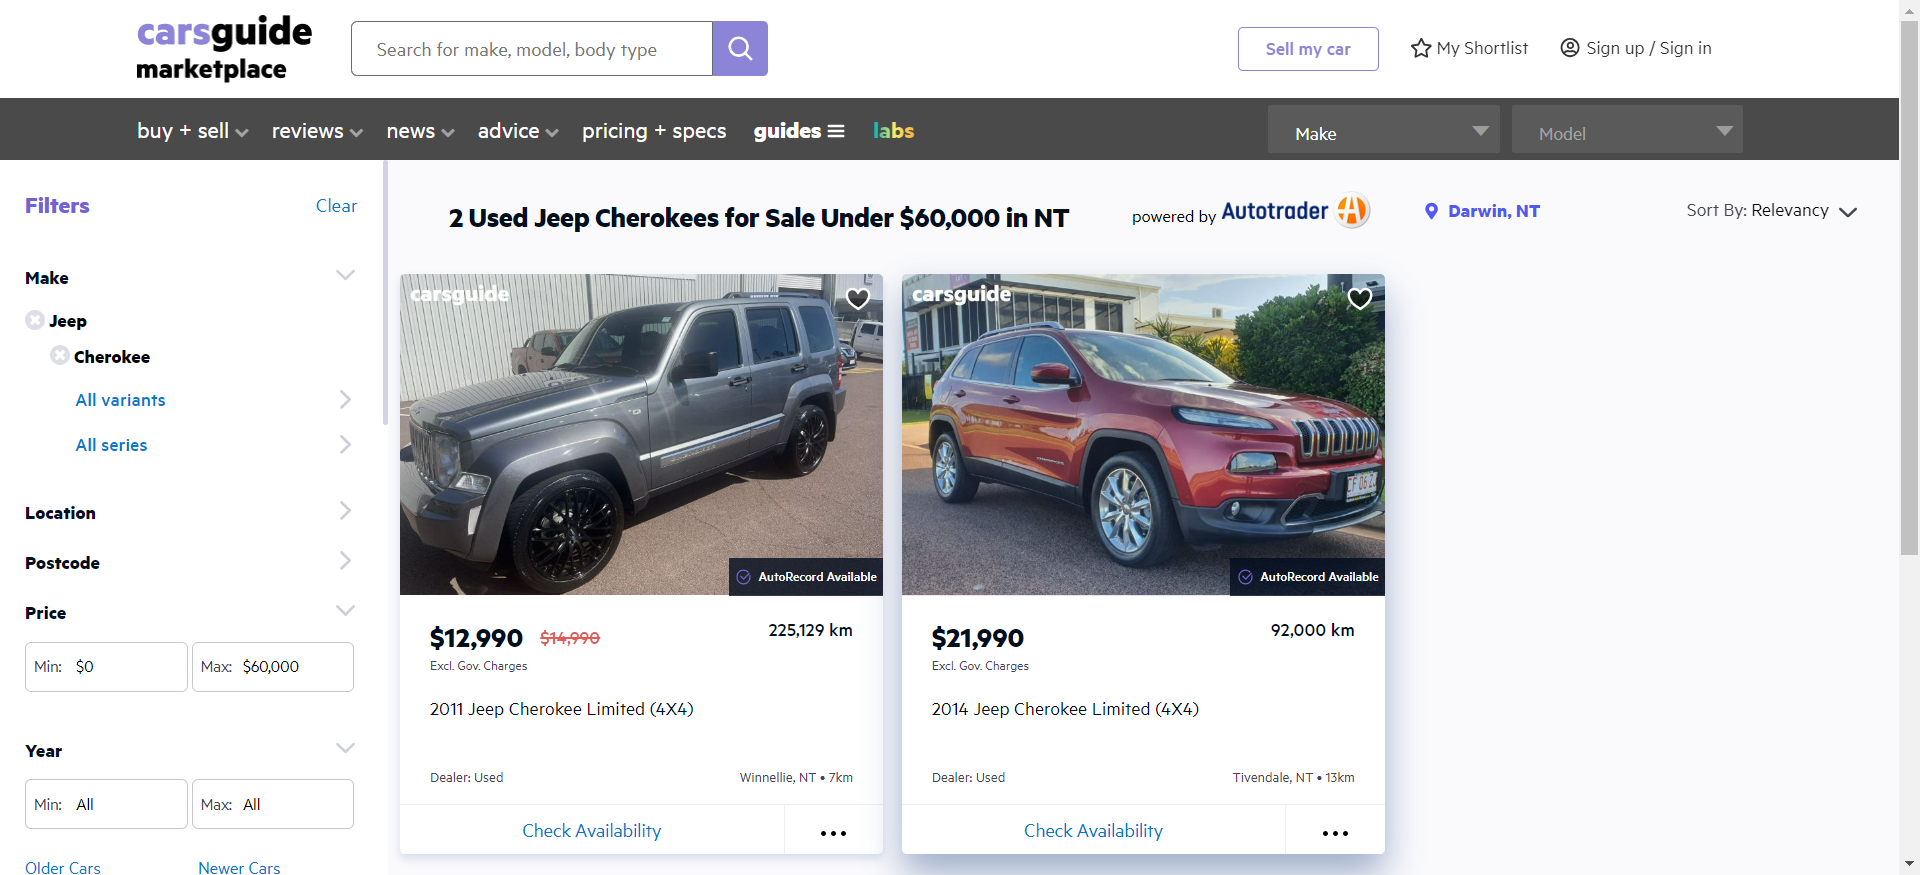 carsguide
marketplace
Search for make, model, body type
Sell my car
My Shortlist
Sign up / Sign in
buy + sell
reviews
news
advice
pricing + specs
guides
labs
Make
Model
Filters
Clear
Make
Jeep
Cherokee
All variants
All series
Location
Postcode
Price
Min: $0
Max: $60,000
Year
Min: All
Max: All
Older Cars
Newer Cars
2 Used Jeep Cherokees for Sale Under $60,000 in NT
powered by Autotrader
Darwin, NT
Sort By: Relevancy
carsguide
AutoRecord Available
$12,990 $14,990
225,129 km
Excl. Gov. Charges
2011 Jeep Cherokee Limited (4X4)
Dealer: Used
Winnellie, NT • 7km
Check Availability
carsguide
AutoRecord Available
$21,990
92,000 km
Excl. Gov. Charges
2014 Jeep Cherokee Limited (4X4)
Dealer: Used
Tivendale, NT • 13km
Check Availability